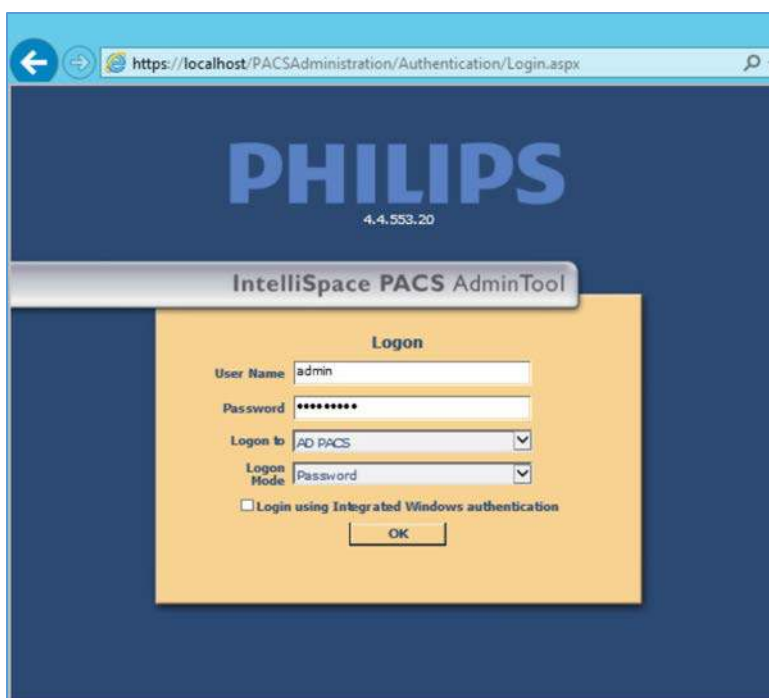 https://localhost/PACSAdministration/Authentication/Login.aspx
PHILIPS
4.4.553.20
IntelliSpace PACS AdminTool
Logon
User Name admin
Password •••••••••
Logon to AD PACS
Logon Mode Password
Login using Integrated Windows authentication
OK